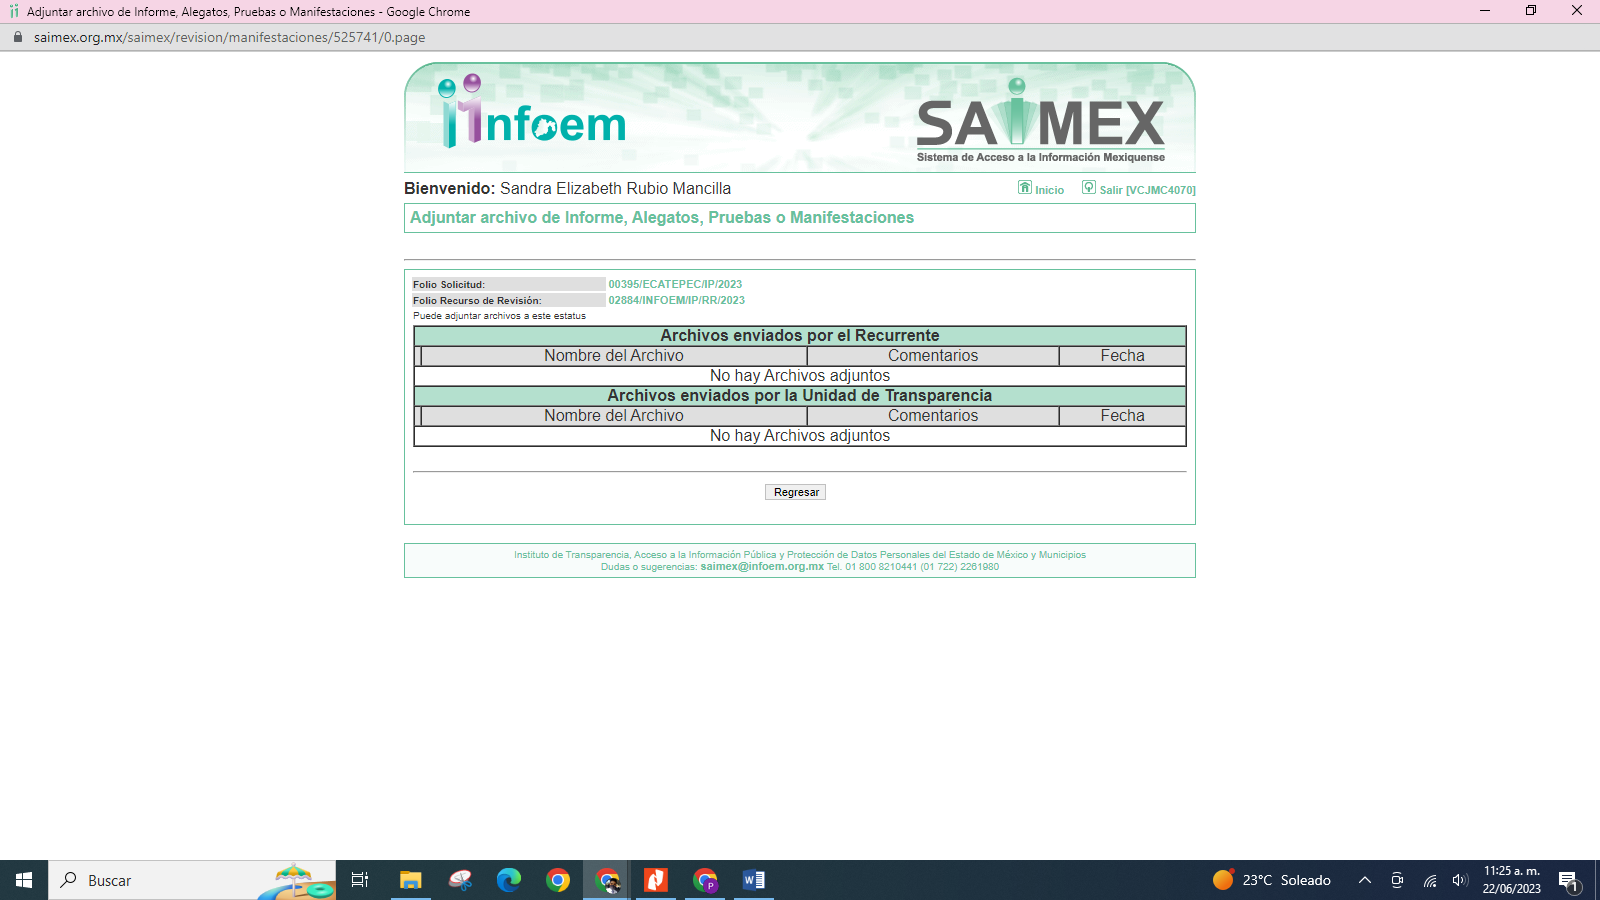 Adjuntar archivo de Informe, Alegatos, Pruebas o Manifestaciones - Google Chrome
saimex.org.mx/saimex/revision/manifestaciones/525741/0.page
infoem
SAIMEX
Sistema de Acceso a la Información Mexiquense
Bienvenido: Sandra Elizabeth Rubio Mancilla
Inicio
Salir [VCJMC4070]
Adjuntar archivo de Informe, Alegatos, Pruebas o Manifestaciones
Folio Solicitud: 00395/ECATEPEC/IP/2023
Folio Recurso de Revisión: 02884/INFOEM/IP/RR/2023
Puede adjuntar archivos a este estatus
Archivos enviados por el Recurrente
Nombre del Archivo Comentarios Fecha
No hay Archivos adjuntos
Archivos enviados por la Unidad de Transparencia
Nombre del Archivo Comentarios Fecha
No hay Archivos adjuntos
Regresar
Instituto de Transparencia, Acceso a la Información Pública y Protección de Datos Personales del Estado de México y Municipios
Dudas o sugerencias: saimex@infoem.org.mx Tel. 01 800 8210441 (01 722) 2261980
Buscar
P
W
23°C Soleado
11:25 a. m.
22/06/2023
1